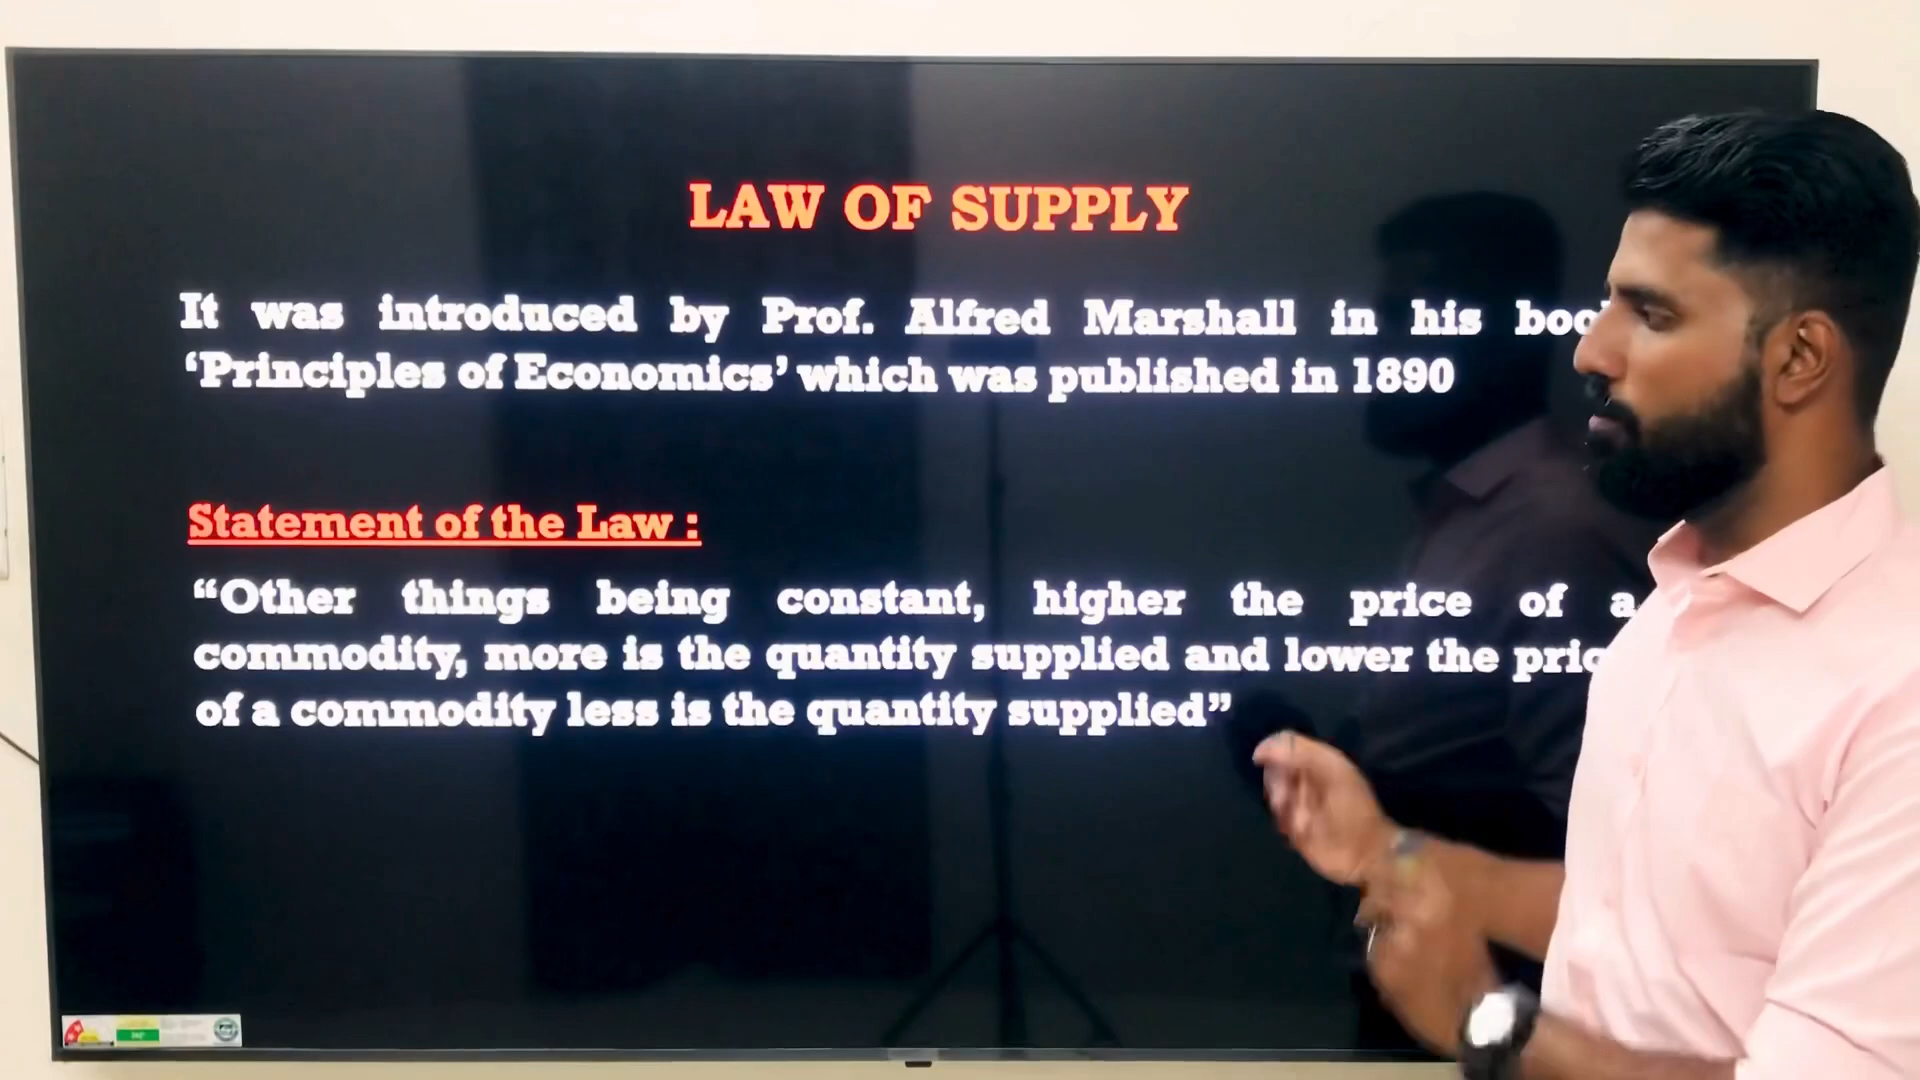 LAW OF SUPPLY
It was introduced by Prof. Alfred Marshall in his
‘Principles of Economics’ which was published in 1890
Statement of the Law :
“Other things being constant, higher the price of a
commodity, more is the quantity supplied and lower the
of a commodity less is the quantity supplied”